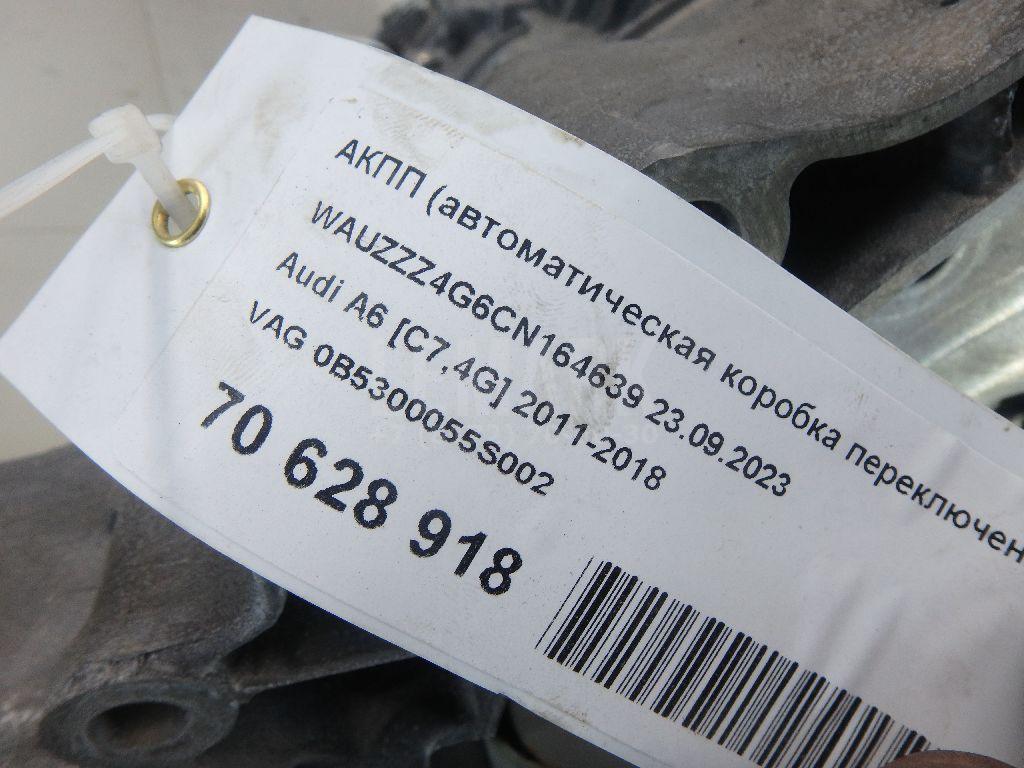 АКПП (автоматическая коробка переключен
WAUZZZ4G6CN164639 23.09.2023
Audi A6 [C7,4G] 2011-2018
VAG 0B5300055S002
70 628 918